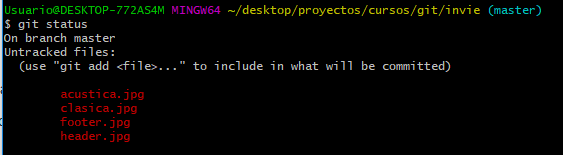 Usuario@DESKTOP-772AS4M MINGW64 ~/desktop/proyectos/cursos/git/invie (master)
$ git status
On branch master
Untracked files:
  (use "git add <file>..." to include in what will be committed)

        acustica.jpg
        clasica.jpg
        footer.jpg
        header.jpg